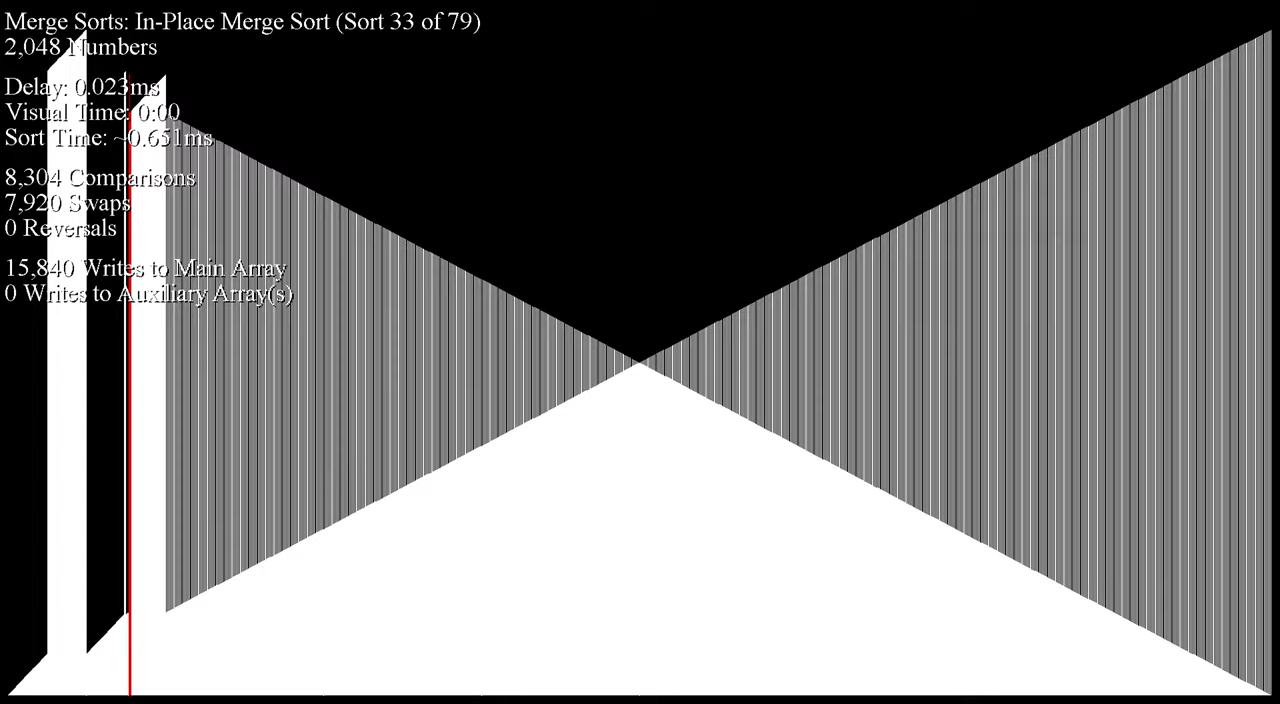 Merge Sorts: In-Place Merge Sort (Sort 33 of 79)
2,048 Numbers
Delay: 0.023ms
Visual Time: 0:00
Sort Time: ~0.651ms
8,304 Comparisons
7,920 Swaps
0 Reversals
15,840 Writes to Main Array
0 Writes to Auxiliary Array(s)